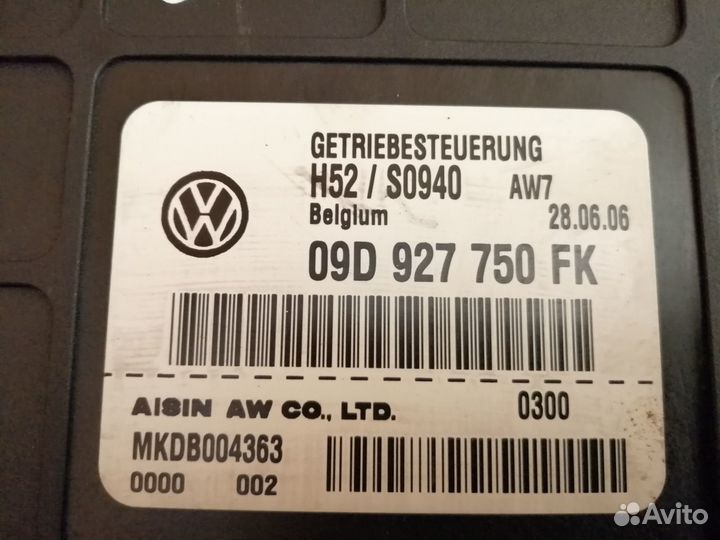 GETRIEBESTEUERUNG
H52 / S0940 AW7
Belgium 28.06.06
09D 927 750 FK
AISIN AW CO., LTD. 0300
MKDB004363
0000 002
Avito